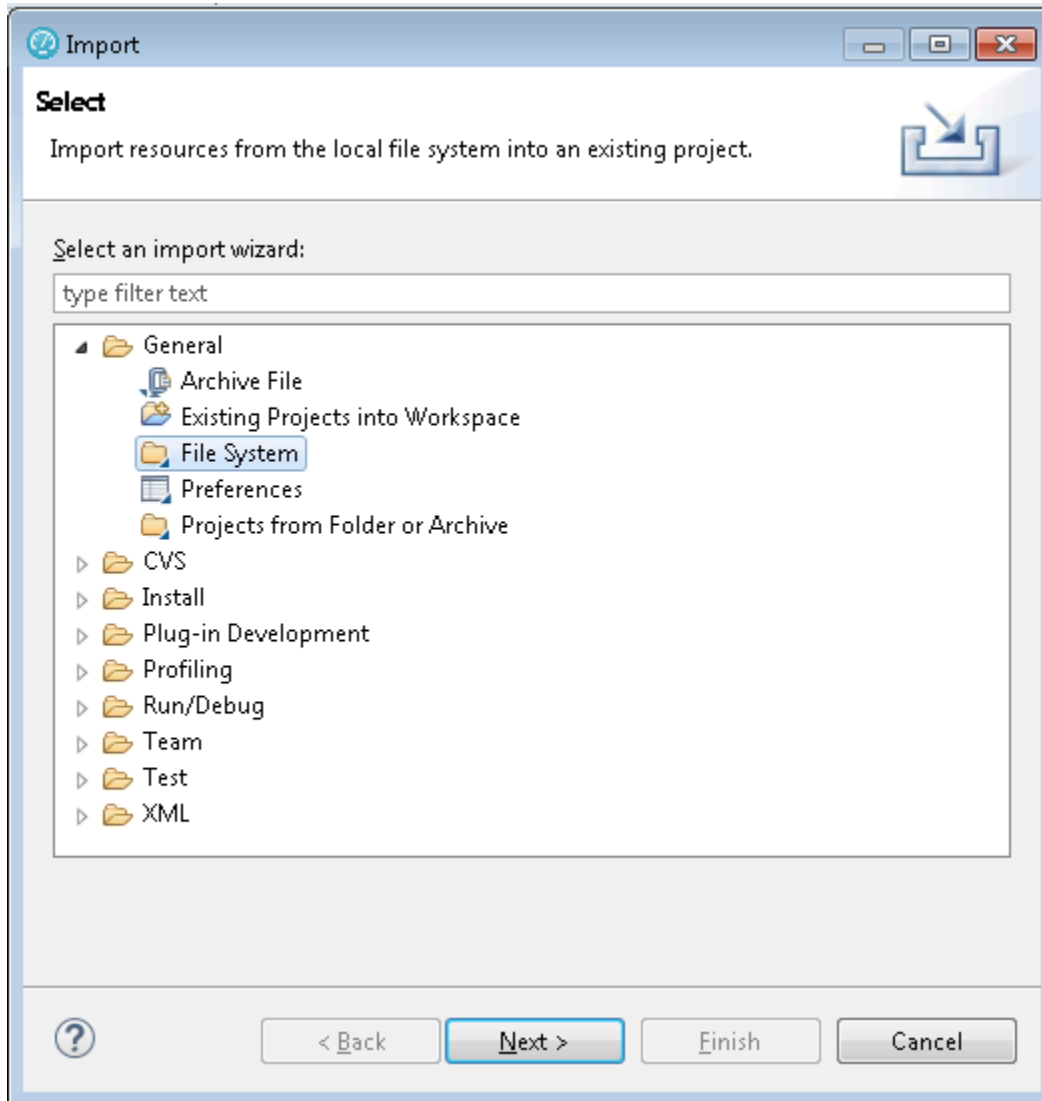 Import
Select
Import resources from the local file system into an existing project.
Select an import wizard:
type filter text
General
Archive File
Existing Projects into Workspace
File System
Preferences
Projects from Folder or Archive
CVS
Install
Plug-in Development
Profiling
Run/Debug
Team
Test
XML
?
< Back
Next >
Finish
Cancel